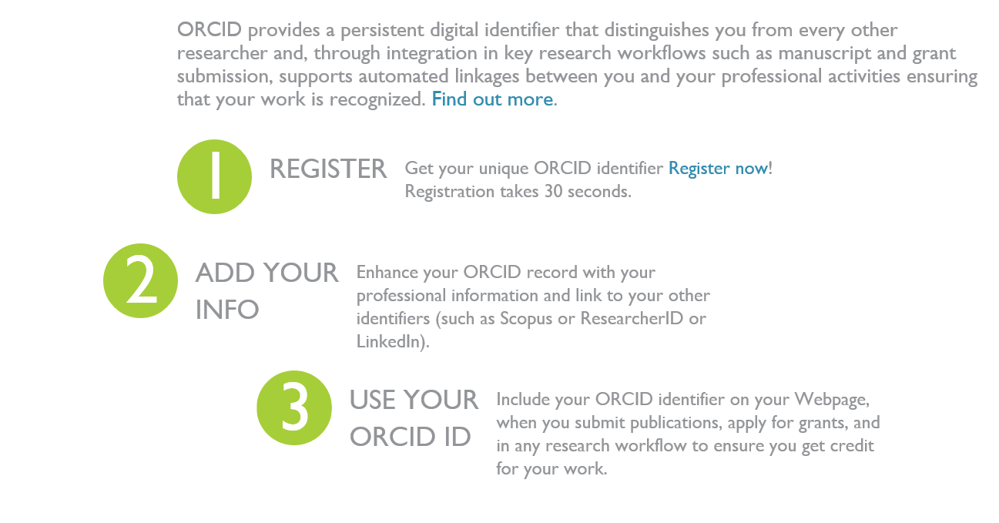 ORCID provides a persistent digital identifier that distinguishes you from every other
researcher and, through integration in key research workflows such as manuscript and grant
submission, supports automated linkages between you and your professional activities ensuring
that your work is recognized. Find out more.
1
REGISTER
Get your unique ORCID identifier Register now!
Registration takes 30 seconds.
2
ADD YOUR
INFO
Enhance your ORCID record with your
professional information and link to your other
identifiers (such as Scopus or ResearcherID or
LinkedIn).
3
USE YOUR
ORCID ID
Include your ORCID identifier on your Webpage,
when you submit publications, apply for grants, and
in any research workflow to ensure you get credit
for your work.